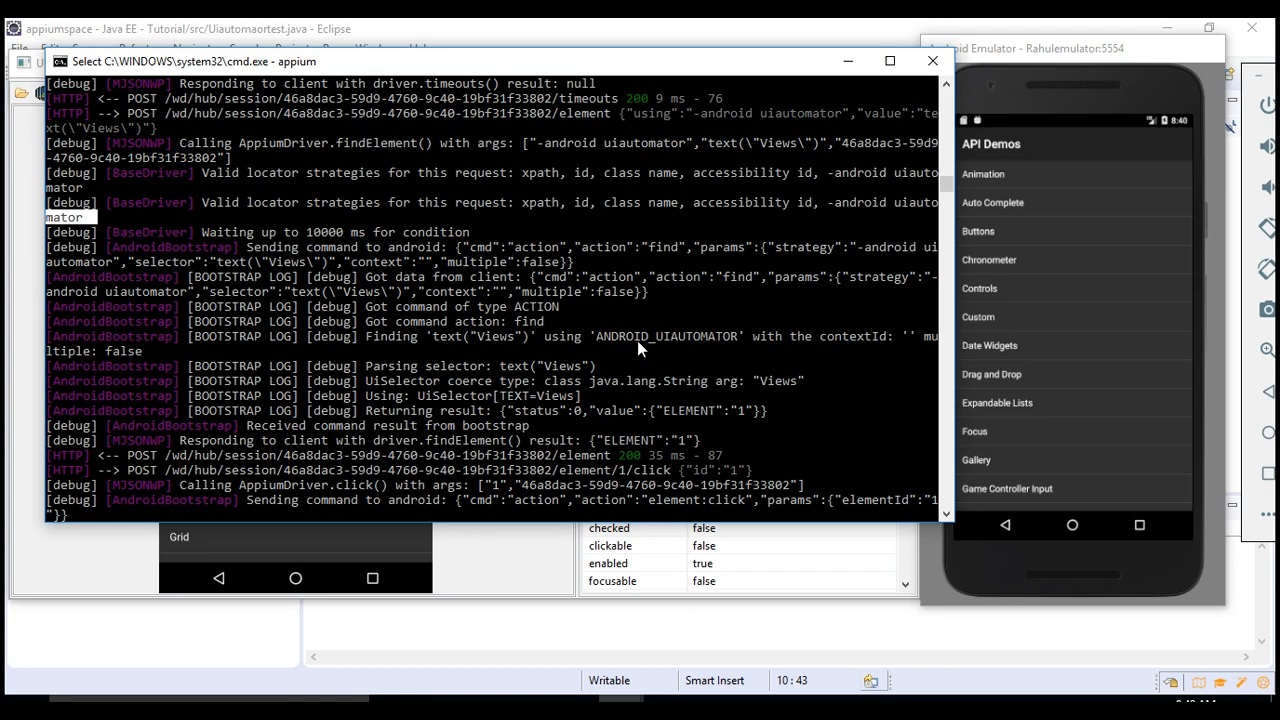 appiumspace - Java EE - Tutorial/src/Uiautomaortest.java - Eclipse
Select C:\WINDOWS\system32\cmd.exe - appium
[debug] [MJSONWP] Responding to client with driver.timeouts() result: null
[HTTP] <-- POST /wd/hub/session/46a8dac3-59d9-4760-9c40-19bf31f33802/timeouts 200 9 ms - 76
[HTTP] --> POST /wd/hub/session/46a8dac3-59d9-4760-9c40-19bf31f33802/element {"using":"-android uiautomator","value":"te
xt(\"Views\")"}
[debug] [MJSONWP] Calling AppiumDriver.findElement() with args: ["-android uiautomator","text(\"Views\")","46a8dac3-59d9
-4760-9c40-19bf31f33802"]
[debug] [BaseDriver] Valid locator strategies for this request: xpath, id, class name, accessibility id, -android uiauto
mator
[debug] [BaseDriver] Valid locator strategies for this request: xpath, id, class name, accessibility id, -android uiauto
mator
[debug] [BaseDriver] Waiting up to 10000 ms for condition
[debug] [AndroidBootstrap] Sending command to android: {"cmd":"action","action":"find","params":{"strategy":"-android ui
automator","selector":"text(\"Views\")","context":"","multiple":false}}
[AndroidBootstrap] [BOOTSTRAP LOG] [debug] Got data from client: {"cmd":"action","action":"find","params":{"strategy":"-
android uiautomator","selector":"text(\"Views\")","context":"","multiple":false}}
[AndroidBootstrap] [BOOTSTRAP LOG] [debug] Got command of type ACTION
[AndroidBootstrap] [BOOTSTRAP LOG] [debug] Got command action: find
[AndroidBootstrap] [BOOTSTRAP LOG] [debug] Finding 'text("Views")' using 'ANDROID_UIAUTOMATOR' with the contextId: '' mu
ltiple: false
[AndroidBootstrap] [BOOTSTRAP LOG] [debug] Parsing selector: text("Views")
[AndroidBootstrap] [BOOTSTRAP LOG] [debug] UiSelector coerce type: class java.lang.String arg: "Views"
[AndroidBootstrap] [BOOTSTRAP LOG] [debug] Using: UiSelector[TEXT=Views]
[AndroidBootstrap] [BOOTSTRAP LOG] [debug] Returning result: {"status":0,"value":{"ELEMENT":"1"}}
[debug] [AndroidBootstrap] Received command result from bootstrap
[debug] [MJSONWP] Responding to client with driver.findElement() result: {"ELEMENT":"1"}
[HTTP] <-- POST /wd/hub/session/46a8dac3-59d9-4760-9c40-19bf31f33802/element 200 35 ms - 87
[HTTP] --> POST /wd/hub/session/46a8dac3-59d9-4760-9c40-19bf31f33802/element/1/click {"id":"1"}
[debug] [MJSONWP] Calling AppiumDriver.click() with args: ["1","46a8dac3-59d9-4760-9c40-19bf31f33802"]
[debug] [AndroidBootstrap] Sending command to android: {"cmd":"action","action":"element:click","params":{"elementId":"1
"}}
Grid
checked false
clickable false
enabled true
focusable false
Android Emulator - Rahulemulator:5554
8:40
API Demos
Animation
Auto Complete
Buttons
Chronometer
Controls
Custom
Date Widgets
Drag and Drop
Expandable Lists
Focus
Gallery
Game Controller Input
Writable Smart Insert 10 : 43